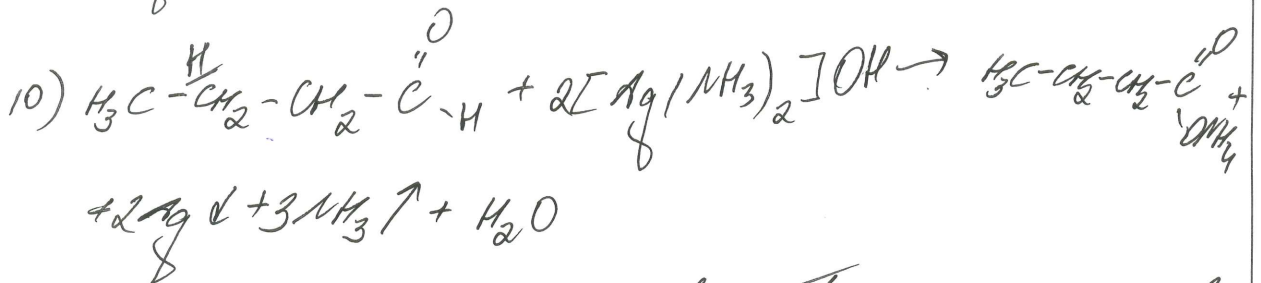 10) H₃C-CH₂-CH₂-C(=O)-H + 2[Ag(NH₃)₂]OH → H₃C-CH₂-CH₂-C(=O)-ONH₄ +
+2Ag↓ +3NH₃↑ + H₂O